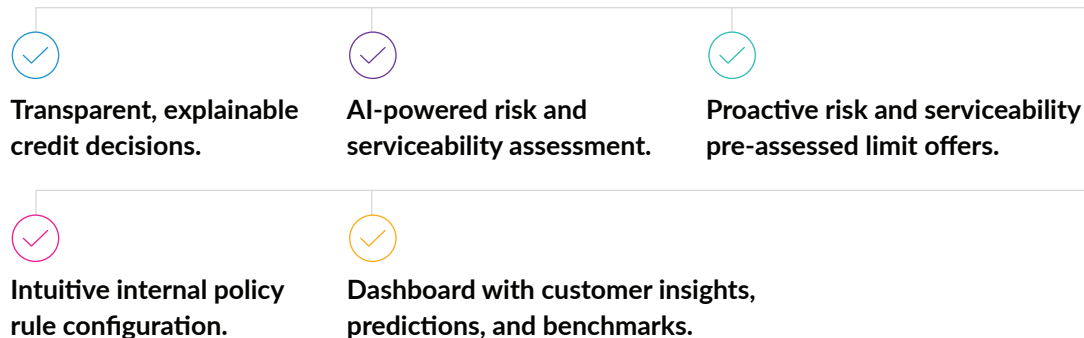 Transparent, explainable
credit decisions.
AI-powered risk and
serviceability assessment.
Proactive risk and serviceability
pre-assessed limit offers.
Intuitive internal policy
rule configuration.
Dashboard with customer insights,
predictions, and benchmarks.